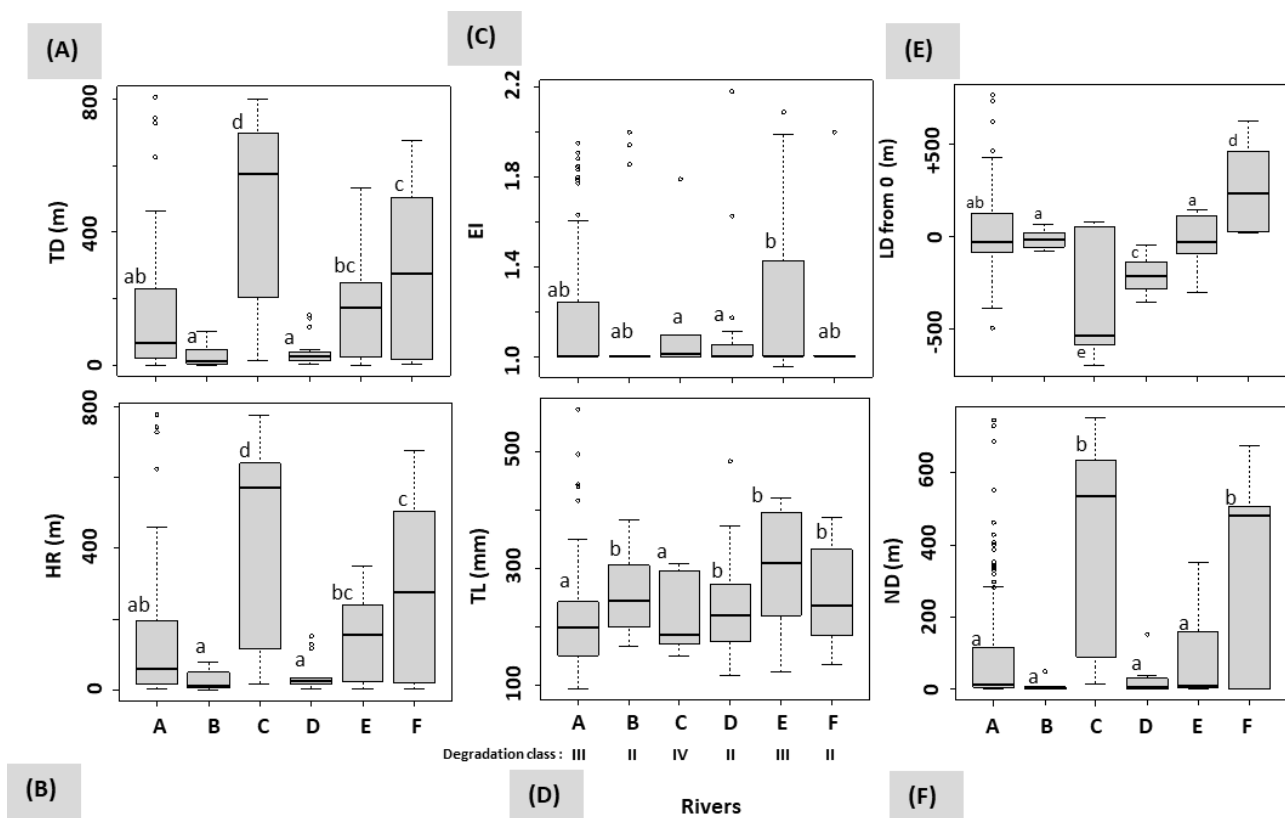 (A)
TD (m)
800
400
0
ab
a
d
a
bc
c
HR (m)
800
400
0
ab
a
d
a
bc
c
A B C D E F
(B)
(C)
EI
2.2
1.8
1.4
1.0
ab
ab
a
a
b
ab
TL (mm)
500
300
100
a
b
a
b
b
b
A B C D E F
Degradation class : III II IV II III II
(D)
Rivers
(E)
LD from 0 (m)
+500
0
-500
ab
a
e
c
a
d
ND (m)
600
400
200
0
a
a
b
a
a
b
A B C D E F
(F)